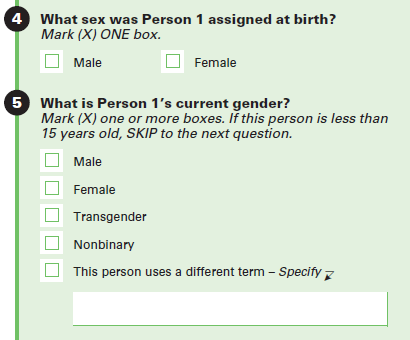 4 What sex was Person 1 assigned at birth?
Mark (X) ONE box.
Male Female
5 What is Person 1's current gender?
Mark (X) one or more boxes. If this person is less than
15 years old, SKIP to the next question.
Male
Female
Transgender
Nonbinary
This person uses a different term – Specify